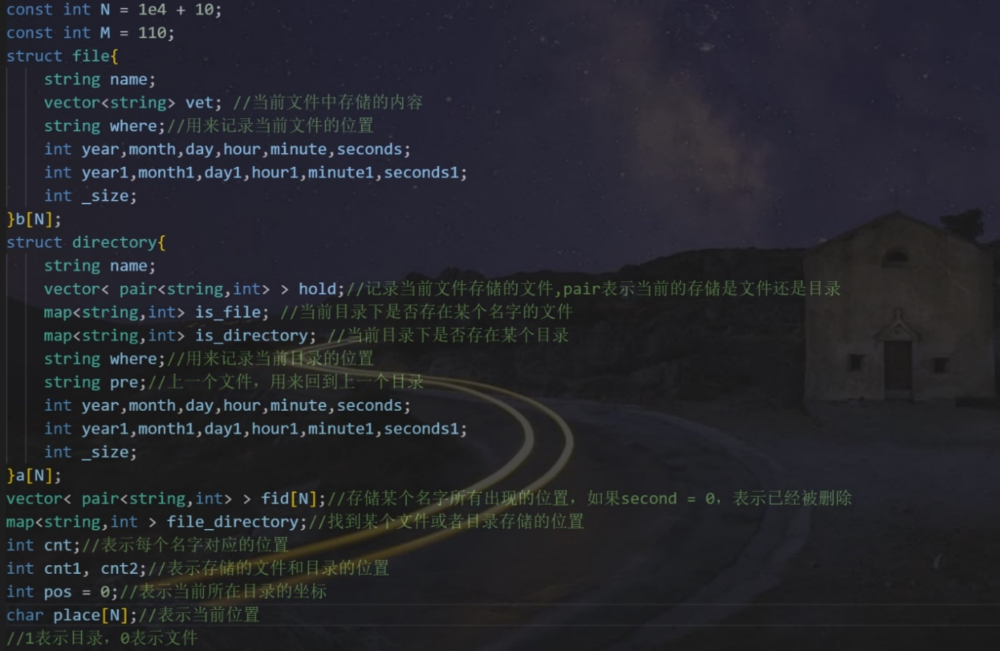 const int N = 1e4 + 10;
const int M = 110;
struct file{
    string name;
    vector<string> vet; //当前文件中存储的内容
    string where;//用来记录当前文件的位置
    int year,month,day,hour,minute,seconds;
    int year1,month1,day1,hour1,minute1,seconds1;
    int _size;
}b[N];
struct directory{
    string name;
    vector< pair<string,int> > hold;//记录当前文件存储的文件,pair表示当前的存储是文件还是目录
    map<string,int> is_file; //当前目录下是否存在某个名字的文件
    map<string,int> is_directory; //当前目录下是否存在某个目录
    string where;//用来记录当前目录的位置
    string pre;//上一个文件，用来回到上一个目录
    int year,month,day,hour,minute,seconds;
    int year1,month1,day1,hour1,minute1,seconds1;
    int _size;
}a[N];
vector< pair<string,int> > fid[N];//存储某个名字所有出现的位置，如果second = 0，表示已经被删除
map<string,int > file_directory;//找到某个文件或者目录存储的位置
int cnt;//表示每个名字对应的位置
int cnt1, cnt2;//表示存储的文件和目录的位置
int pos = 0;//表示当前所在目录的坐标
char place[N];//表示当前位置
//1表示目录，0表示文件